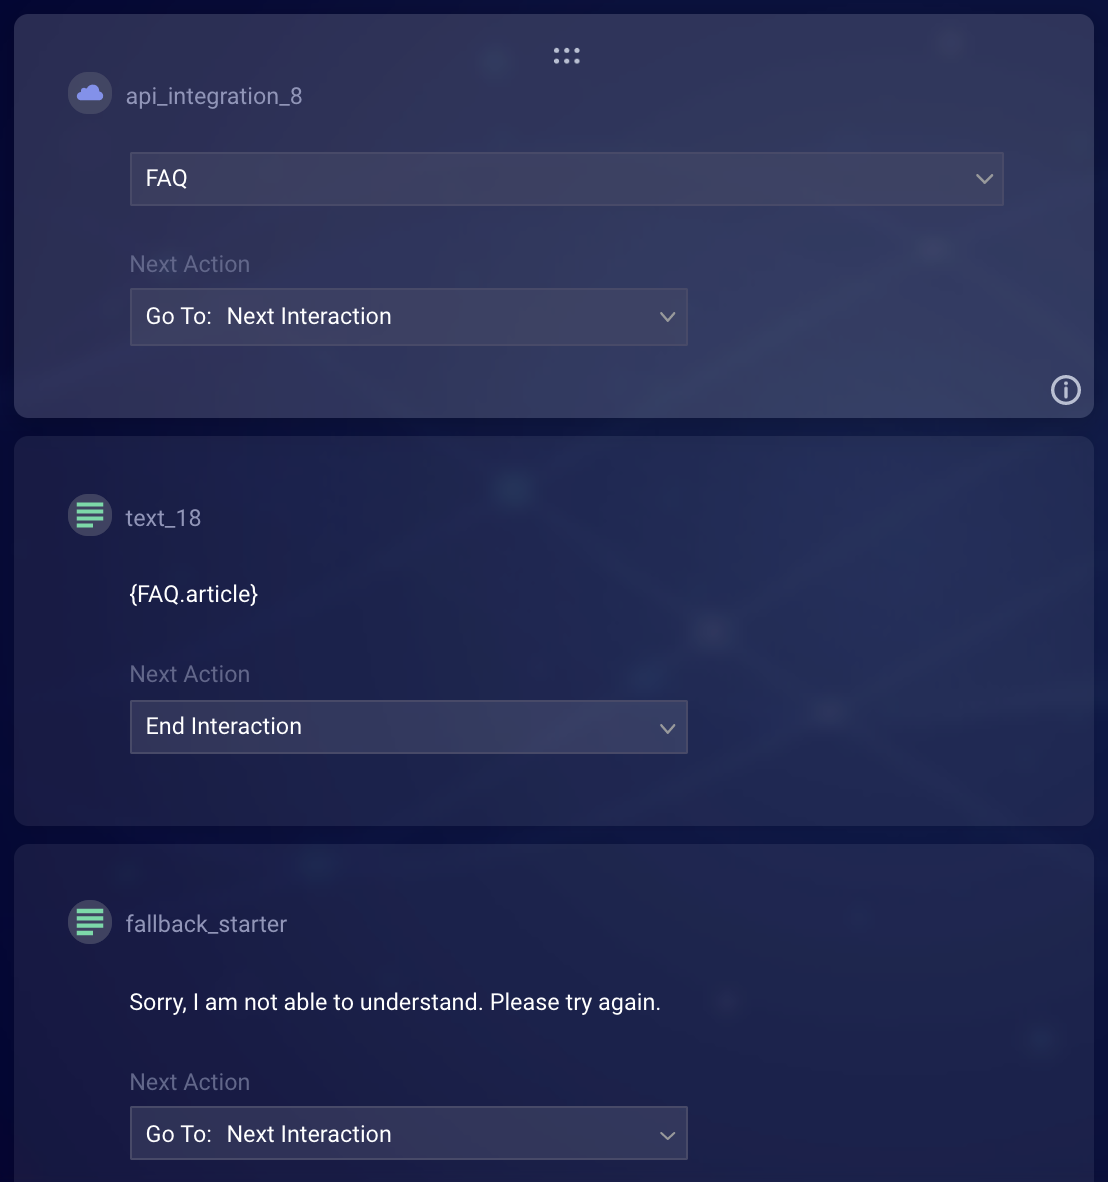 api_integration_8
FAQ
Next Action
Go To: Next Interaction
text_18
{FAQ.article}
Next Action
End Interaction
fallback_starter
Sorry, I am not able to understand. Please try again.
Next Action
Go To: Next Interaction